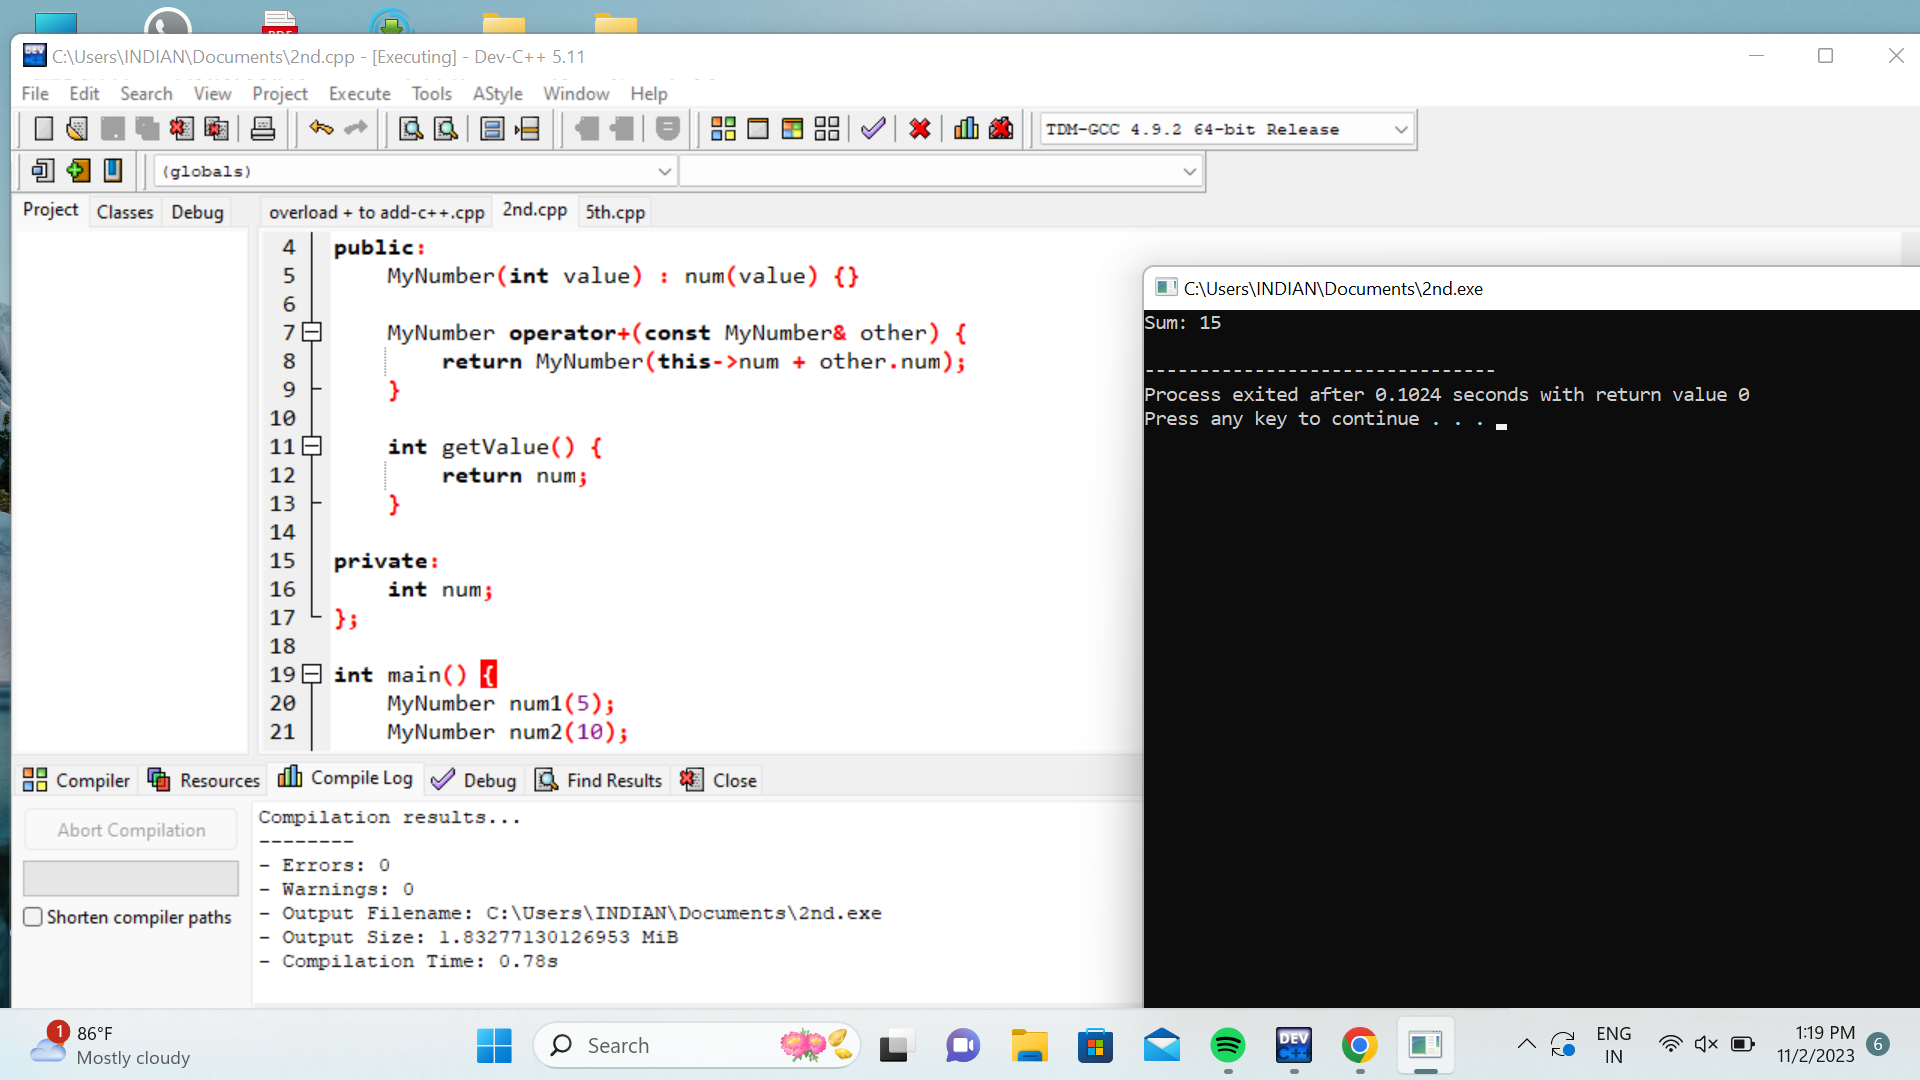 PDF
DEV C:\Users\INDIAN\Documents\2nd.cpp - [Executing] - Dev-C++ 5.11
File Edit Search View Project Execute Tools AStyle Window Help
TDM-GCC 4.9.2 64-bit Release
(globals)
Project Classes Debug
overload + to add-c++.cpp 2nd.cpp 5th.cpp
4 public:
5 MyNumber(int value) : num(value) {}
6
7 MyNumber operator+(const MyNumber& other) {
8 return MyNumber(this->num + other.num);
9 }
10
11 int getValue() {
12 return num;
13 }
14
15 private:
16 int num;
17 };
18
19 int main() {
20 MyNumber num1(5);
21 MyNumber num2(10);
C:\Users\INDIAN\Documents\2nd.exe
Sum: 15
--------------------------------
Process exited after 0.1024 seconds with return value 0
Press any key to continue . . .
Compiler Resources Compile Log Debug Find Results Close
Abort Compilation
Shorten compiler paths
Compilation results...
--------
- Errors: 0
- Warnings: 0
- Output Filename: C:\Users\INDIAN\Documents\2nd.exe
- Output Size: 1.83277130126953 MiB
- Compilation Time: 0.78s
1
86°F
Mostly cloudy
Search
DEV C++
ENG
IN
1:19 PM
11/2/2023
6